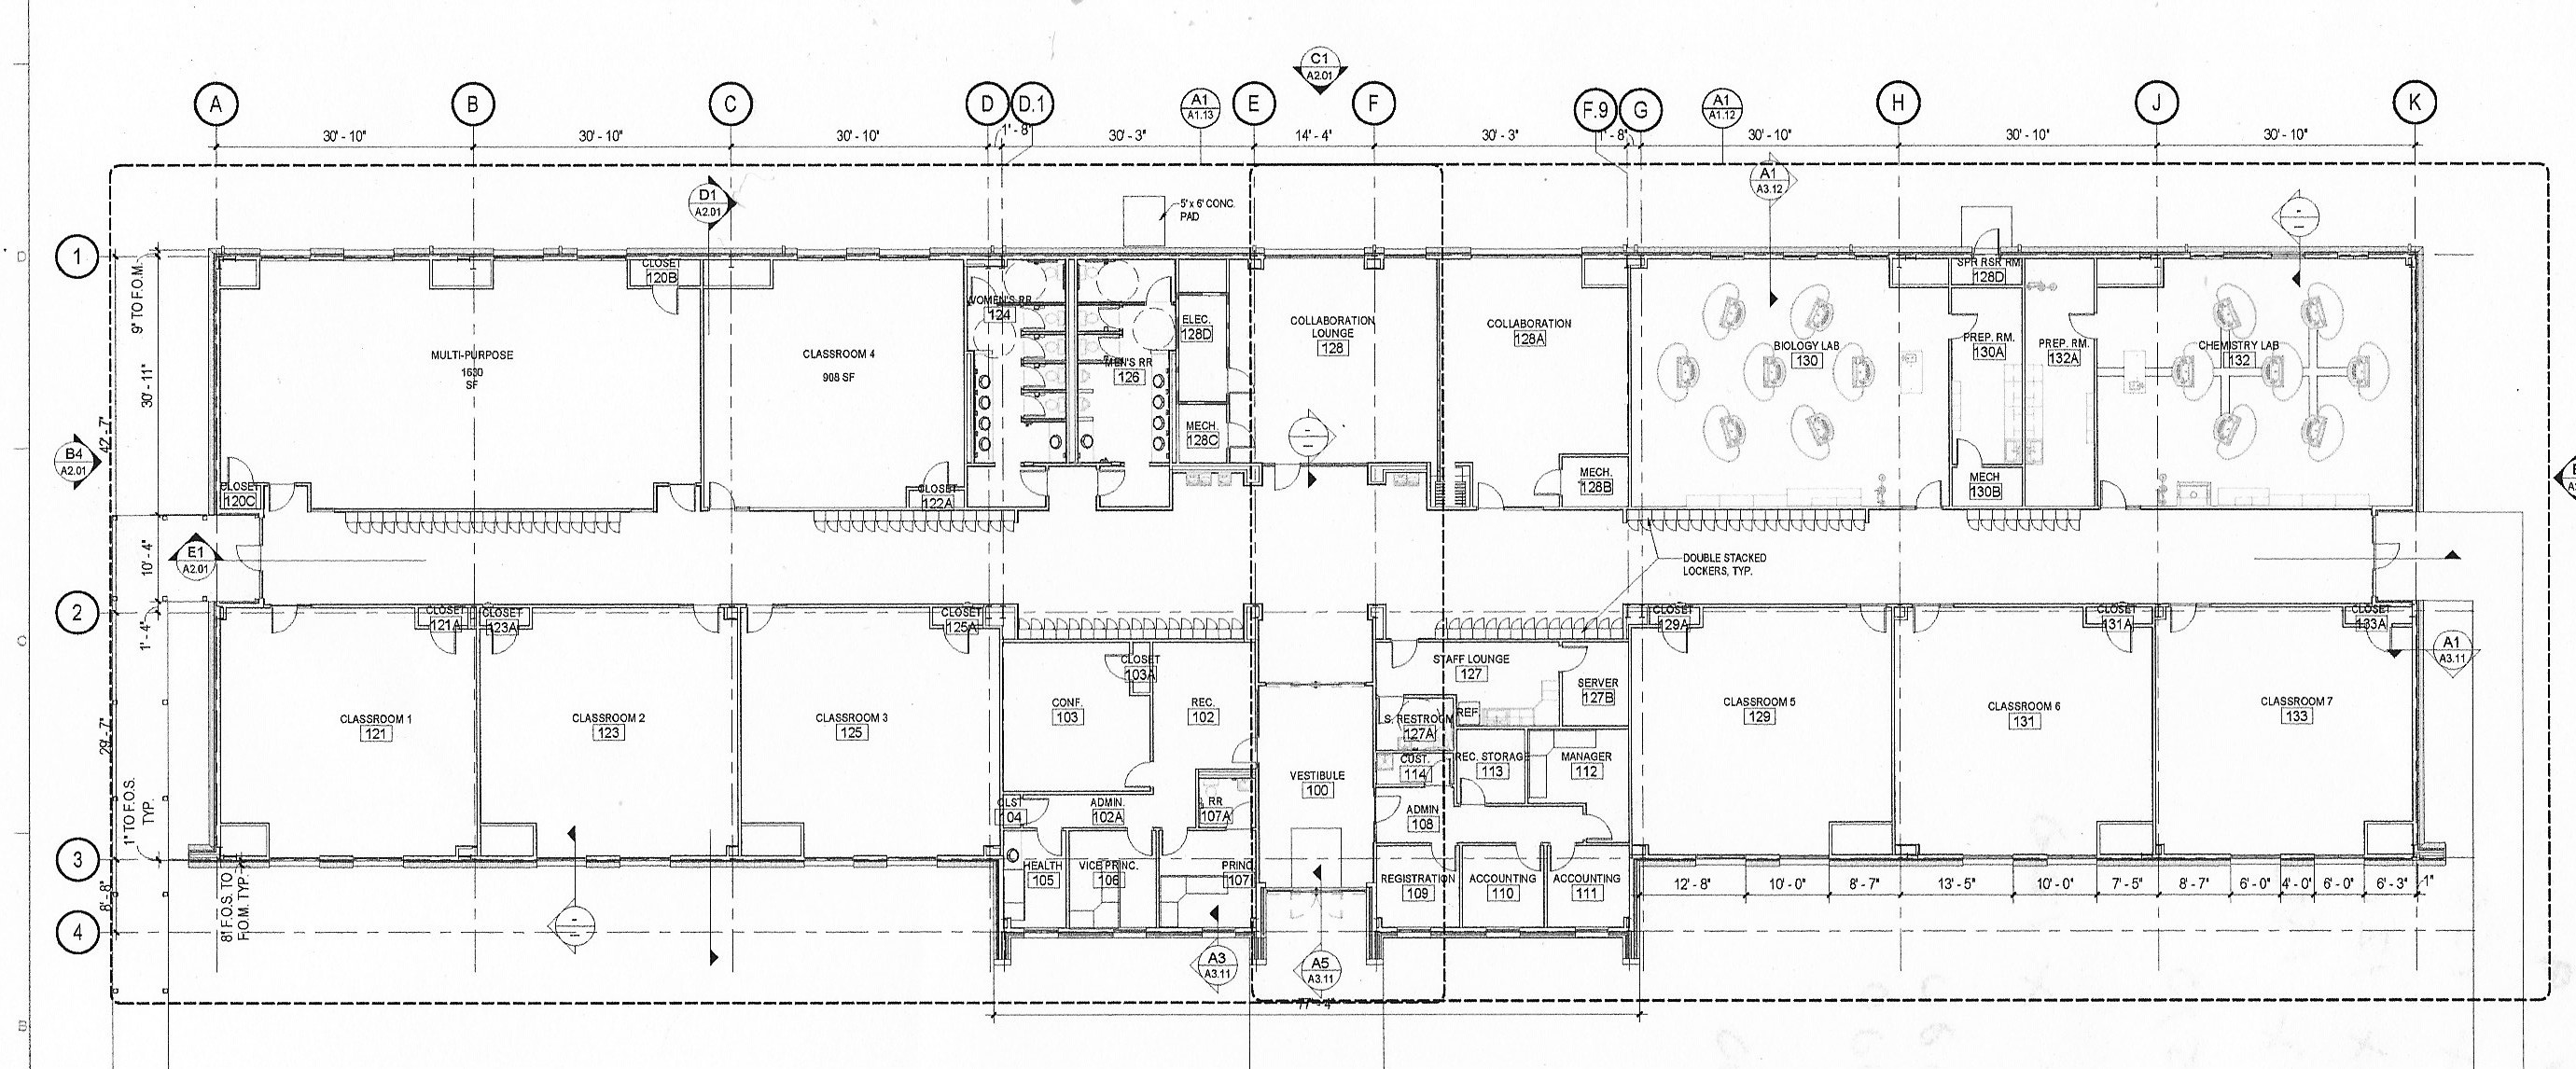 C1
A2.01
A
B
C
D
D.1
A1
A1.13
E
F
F.9
G
A1
A1.12
H
J
K
30' - 10"
30' - 10"
30' - 10"
1' - 8"
30' - 3"
14' - 4"
30' - 3"
1' - 8"
30' - 10"
30' - 10"
30' - 10"
D1
A2.01
5' x 6' CONC.
PAD
A1
A3.12
1
9" TO F.O.M.
30' - 11"
42' - 7"
B4
A2.01
CLOSET
120B
MULTI-PURPOSE
1630
SF
CLASSROOM 4
908 SF
WOMEN'S RR
124
MEN'S RR
126
ELEC.
128D
MECH.
128C
COLLABORATION
LOUNGE
128
COLLABORATION
128A
MECH.
128B
BIOLOGY LAB
130
SPR RSR RM.
128D
PREP. RM.
130A
MECH
130B
PREP. RM.
132A
CHEMISTRY LAB
132
CLOSET
120C
CLOSET
122A
E1
A2.01
10' - 4"
DOUBLE STACKED
LOCKERS, TYP.
2
1' - 4"
CLOSET
121A
CLOSET
123A
CLOSET
125A
CLOSET
129A
CLOSET
131A
CLOSET
133A
A1
A3.11
29' - 7"
CLASSROOM 1
121
CLASSROOM 2
123
CLASSROOM 3
125
CONF.
103
CLOSET
103A
REC.
102
STAFF LOUNGE
127
SERVER
127B
S. RESTROOM
127A
REF
CLASSROOM 5
129
CLASSROOM 6
131
CLASSROOM 7
133
1" TO F.O.S.
TYP.
CLST
104
ADMIN.
102A
RR
107A
VESTIBULE
100
CUST.
114
REC. STORAGE
113
MANAGER
112
ADMIN
108
3
HEALTH
105
VICE PRINC.
106
PRINC
107
REGISTRATION
109
ACCOUNTING
110
ACCOUNTING
111
12' - 8"
10' - 0"
8' - 7"
13' - 5"
10' - 0"
7' - 5"
8' - 7"
6' - 0"
4' - 0"
6' - 0"
6' - 3"
1"
8' - 8"
8" F.O.S. TO
F.O.M. TYP.
4
A3
A3.11
A5
A3.11
77' - 4"
D
C
B